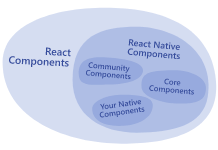 React
Components
React Native
Components
Community
Components
Core
Components
Your Native
Components